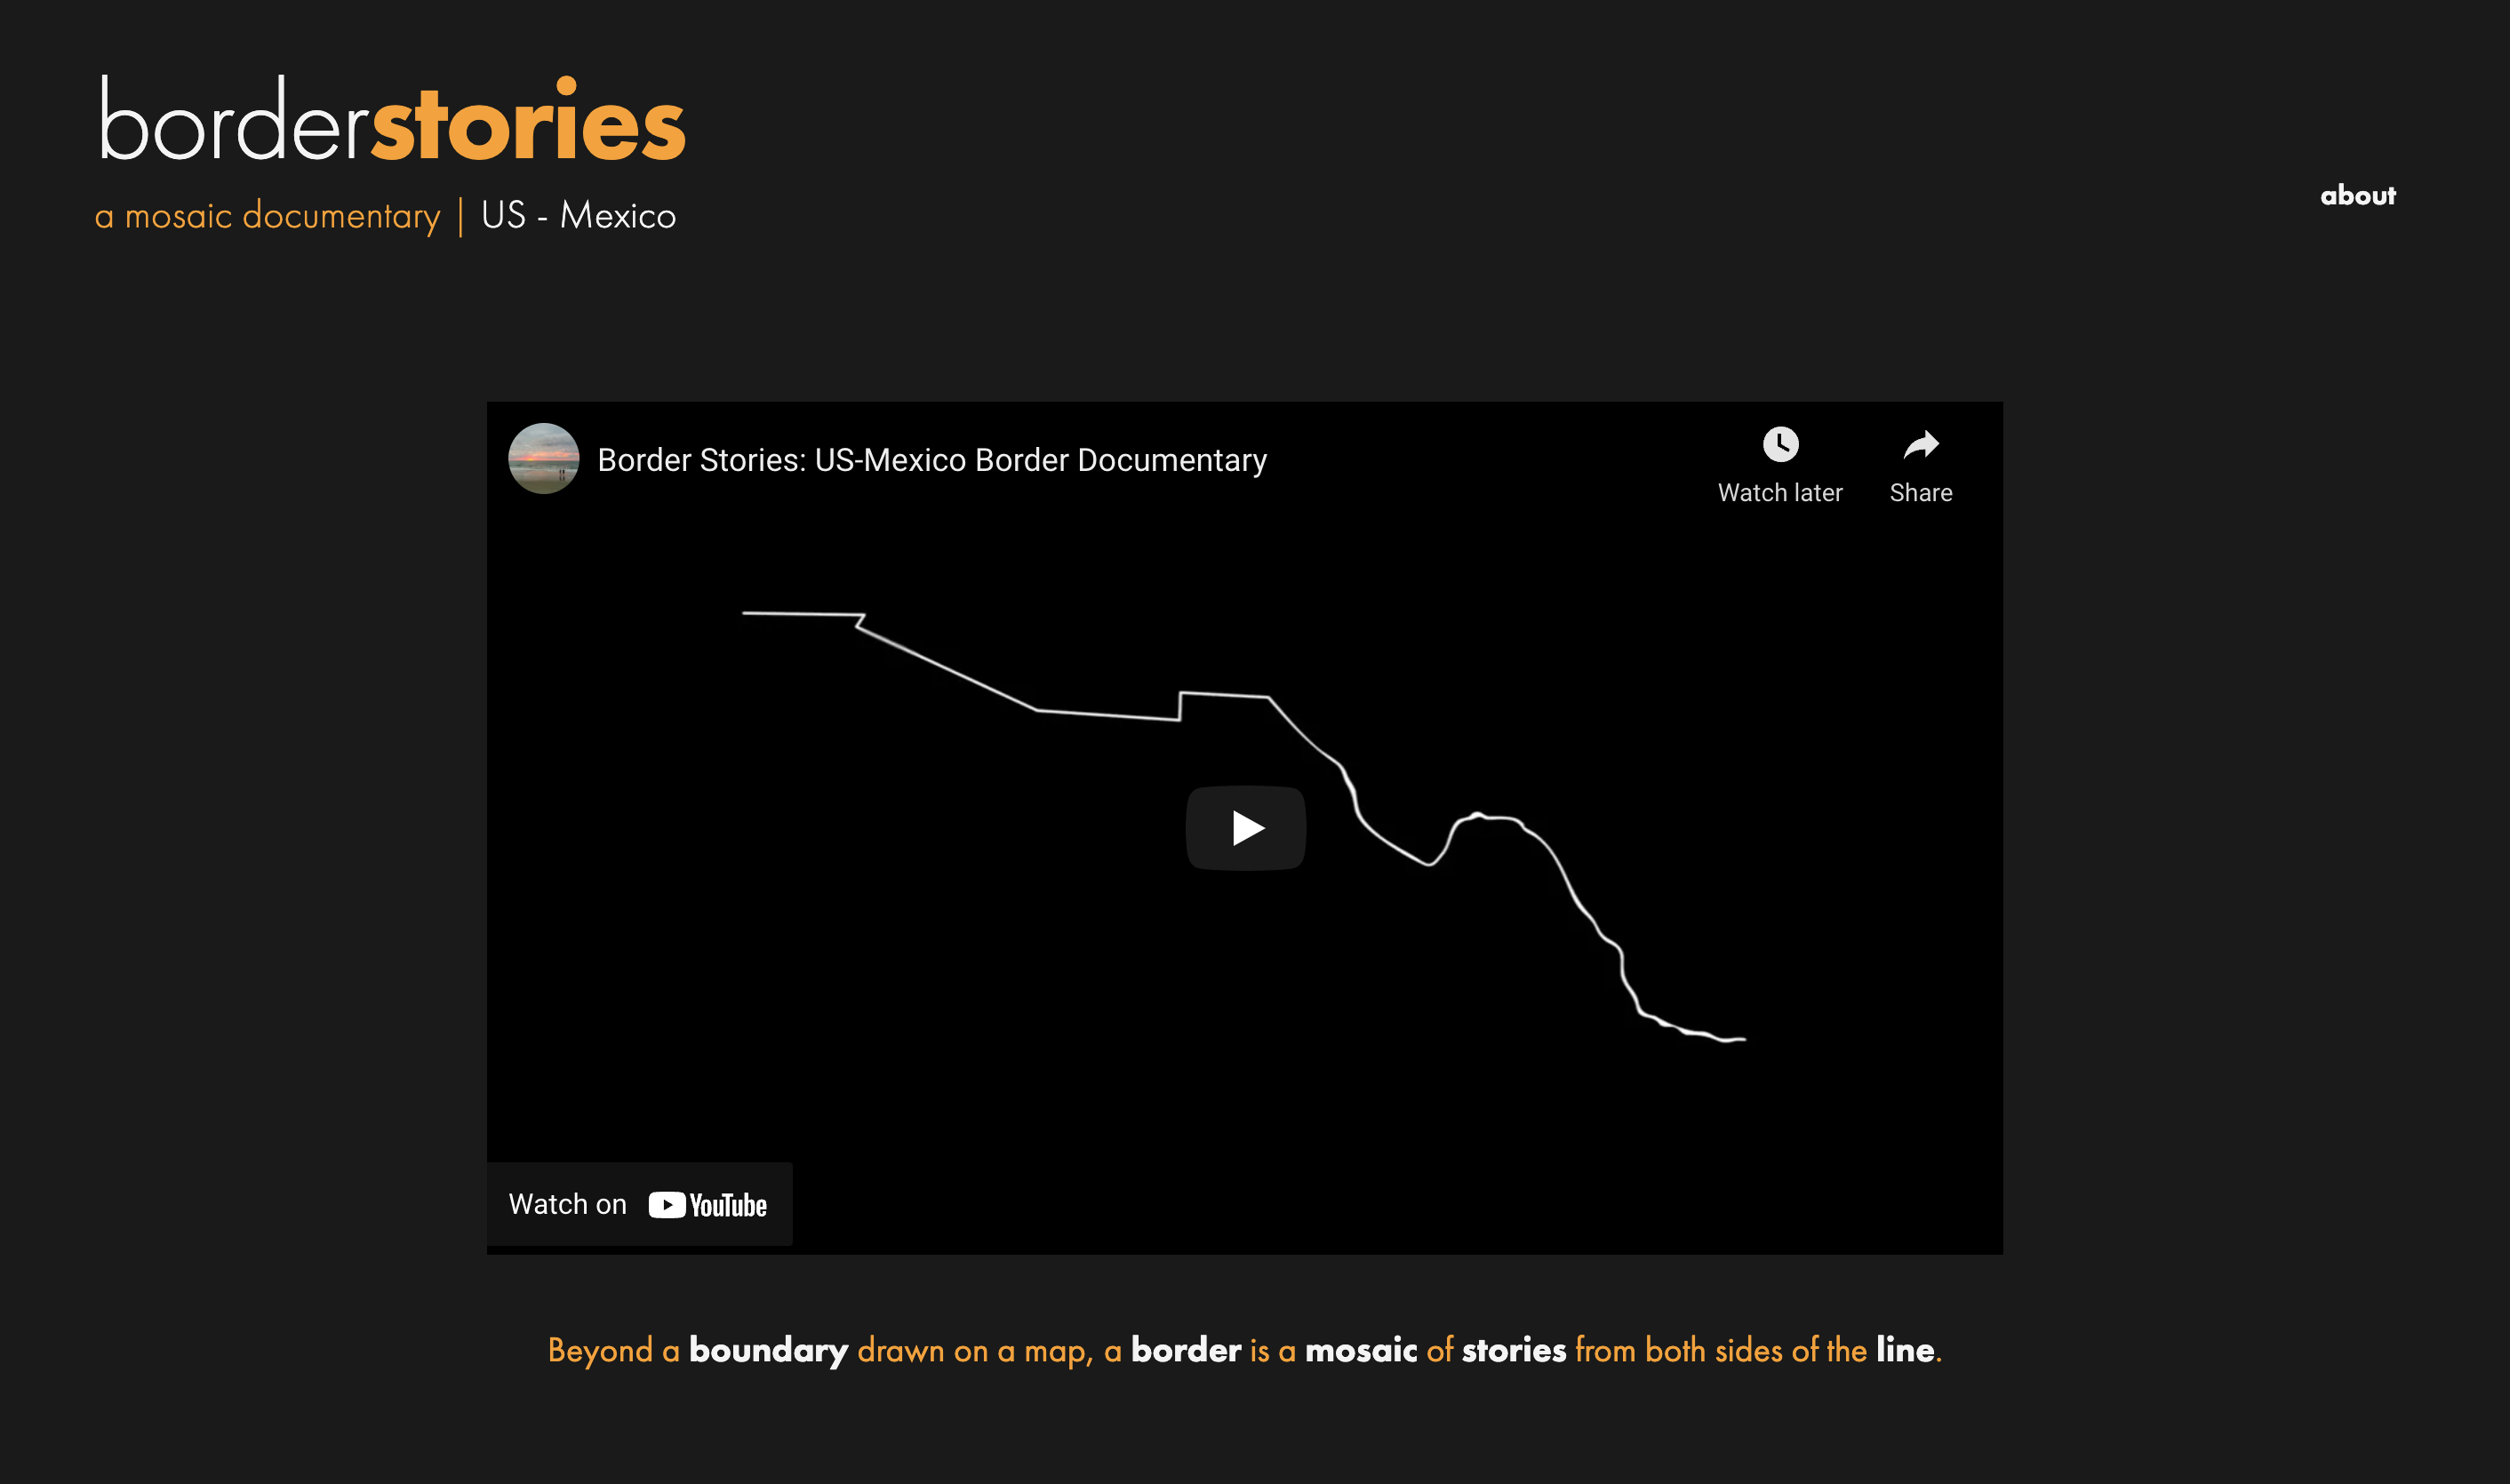 borderstories
a mosaic documentary | US - Mexico
about
Border Stories: US-Mexico Border Documentary
Watch later
Share
Watch on YouTube
Beyond a boundary drawn on a map, a border is a mosaic of stories from both sides of the line.